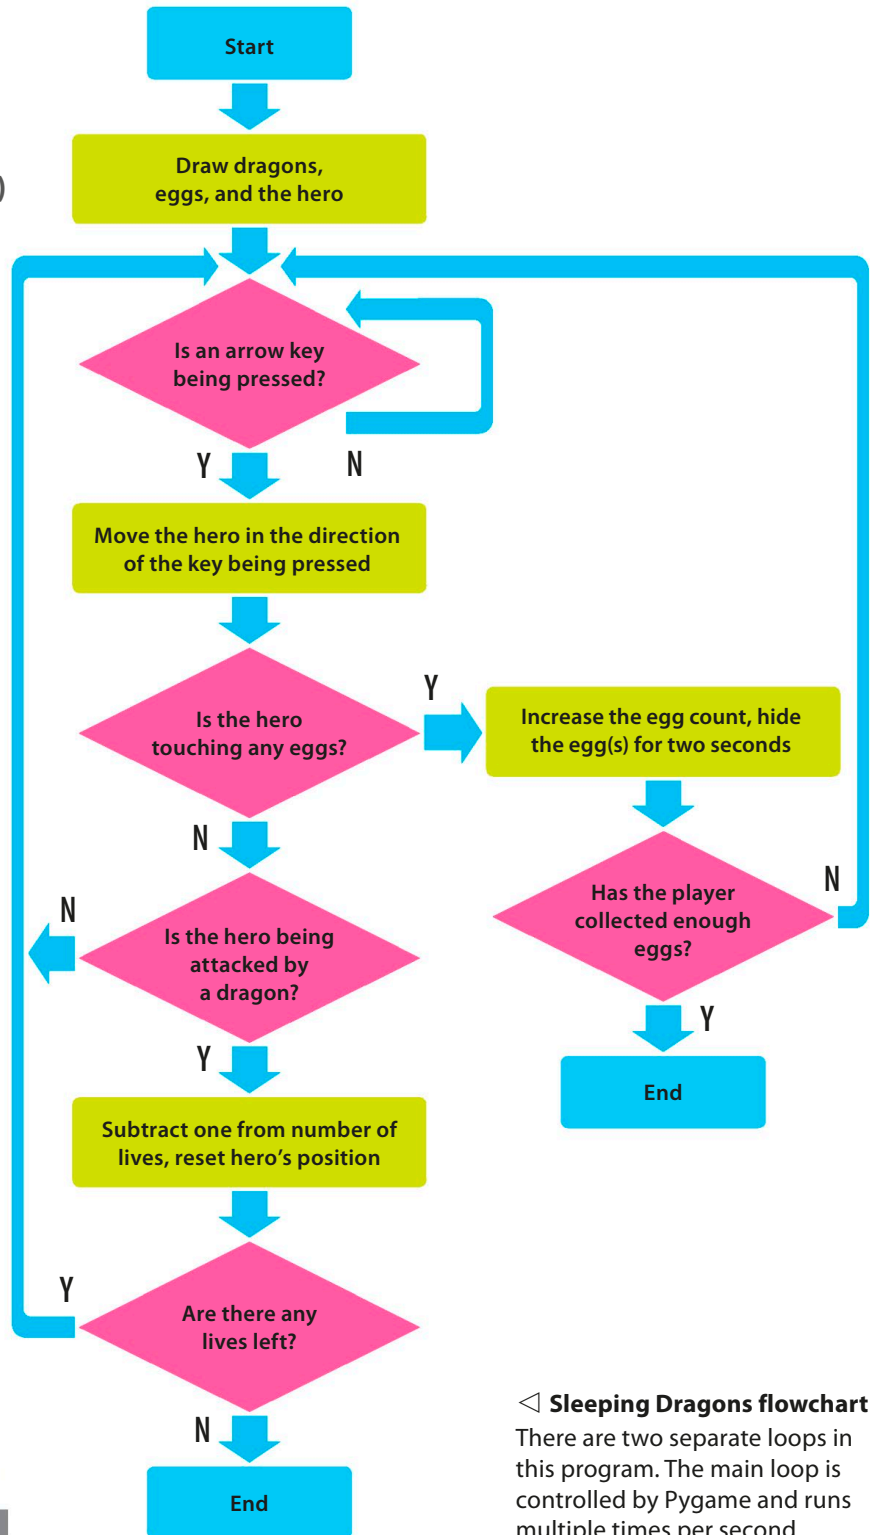 Start
Draw dragons,
eggs, and the hero
Is an arrow key
being pressed?
Y
N
Move the hero in the direction
of the key being pressed
Is the hero
touching any eggs?
Y
Increase the egg count, hide
the egg(s) for two seconds
N
Has the player
collected enough
eggs?
N
Y
End
Is the hero being
attacked by
a dragon?
N
Y
Subtract one from number of
lives, reset hero's position
Are there any
lives left?
Y
N
End
◁ Sleeping Dragons flowchart
There are two separate loops in
this program. The main loop is
controlled by Pygame and runs
multiple times per second